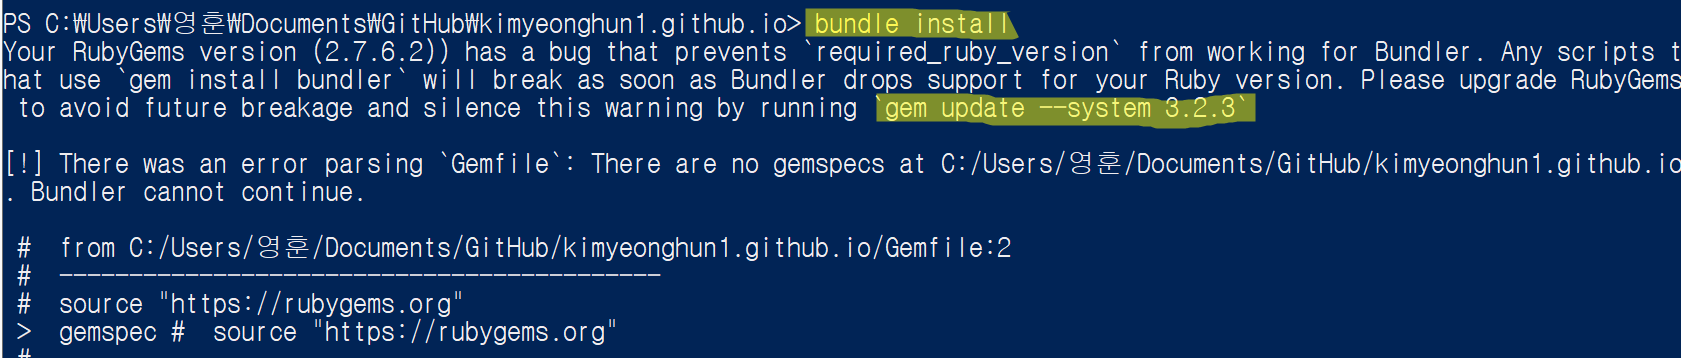 PS C:₩Users₩영훈₩Documents₩GitHub₩kimyeonghun1.github.io> bundle install
Your RubyGems version (2.7.6.2)) has a bug that prevents `required_ruby_version` from working for Bundler. Any scripts t
hat use `gem install bundler` will break as soon as Bundler drops support for your Ruby version. Please upgrade RubyGems
 to avoid future breakage and silence this warning by running `gem update --system 3.2.3`
[!] There was an error parsing `Gemfile`: There are no gemspecs at C:/Users/영훈/Documents/GitHub/kimyeonghun1.github.io
. Bundler cannot continue.
 #  from C:/Users/영훈/Documents/GitHub/kimyeonghun1.github.io/Gemfile:2
 #  -------------------------------------------
 #  source "https://rubygems.org"
 >  gemspec #  source "https://rubygems.org"
 #